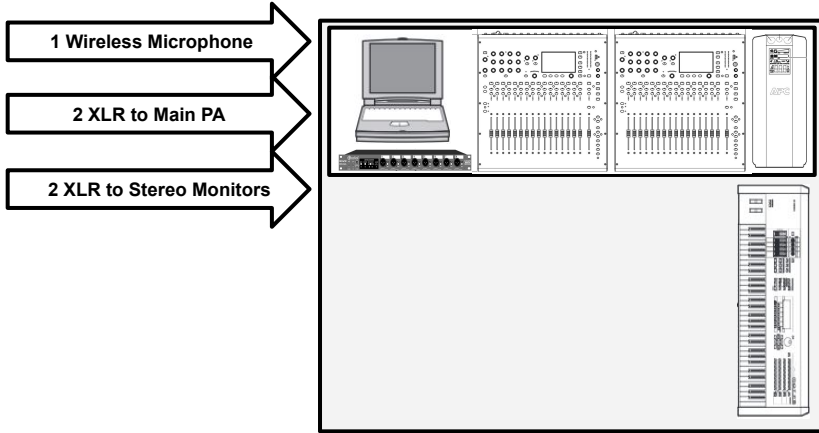 1 Wireless Microphone
2 XLR to Main PA
2 XLR to Stereo Monitors
APC